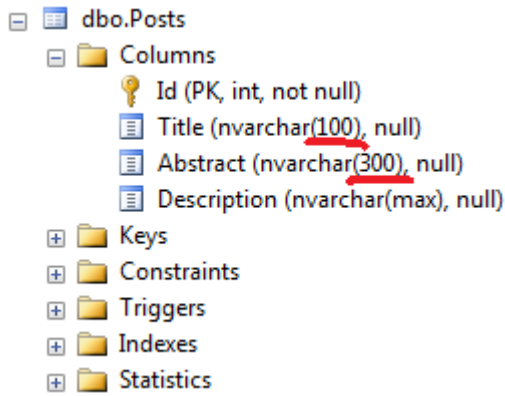 dbo.Posts
Columns
Id (PK, int, not null)
Title (nvarchar(100), null)
Abstract (nvarchar(300), null)
Description (nvarchar(max), null)
Keys
Constraints
Triggers
Indexes
Statistics